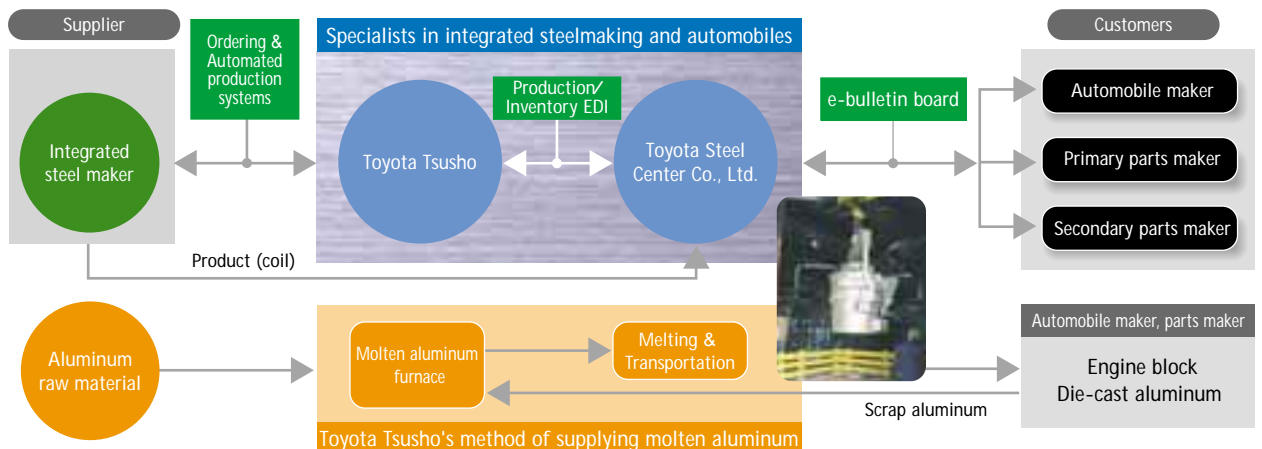 Supplier
Ordering &
Automated
production
systems
Integrated
steel maker
Specialists in integrated steelmaking and automobiles
Toyota Tsusho
Production/
Inventory EDI
Toyota Steel
Center Co., Ltd.
e-bulletin board
Customers
Automobile maker
Primary parts maker
Secondary parts maker
Product (coil)
Aluminum
raw material
Molten aluminum
furnace
Melting &
Transportation
Toyota Tsusho's method of supplying molten aluminum
Scrap aluminum
Automobile maker, parts maker
Engine block
Die-cast aluminum